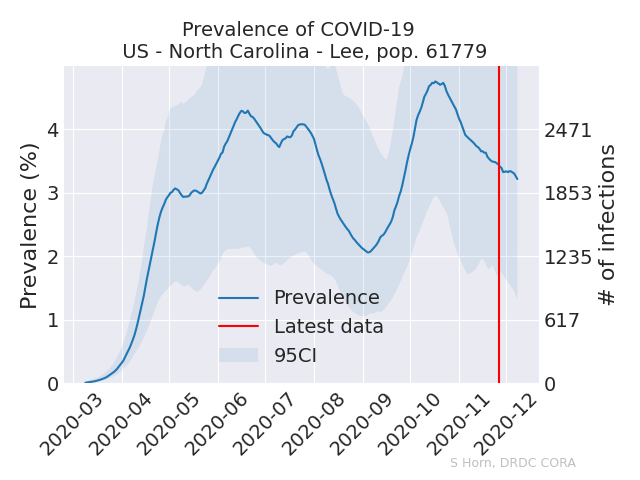 Prevalence of COVID-19
US - North Carolina - Lee, pop. 61779
Prevalence (%)
4
3
2
1
0
2471
1853
1235
617
0
# of infections
Prevalence
Latest data
95CI
2020-03
2020-04
2020-05
2020-06
2020-07
2020-08
2020-09
2020-10
2020-11
2020-12
S Horn, DRDC CORA